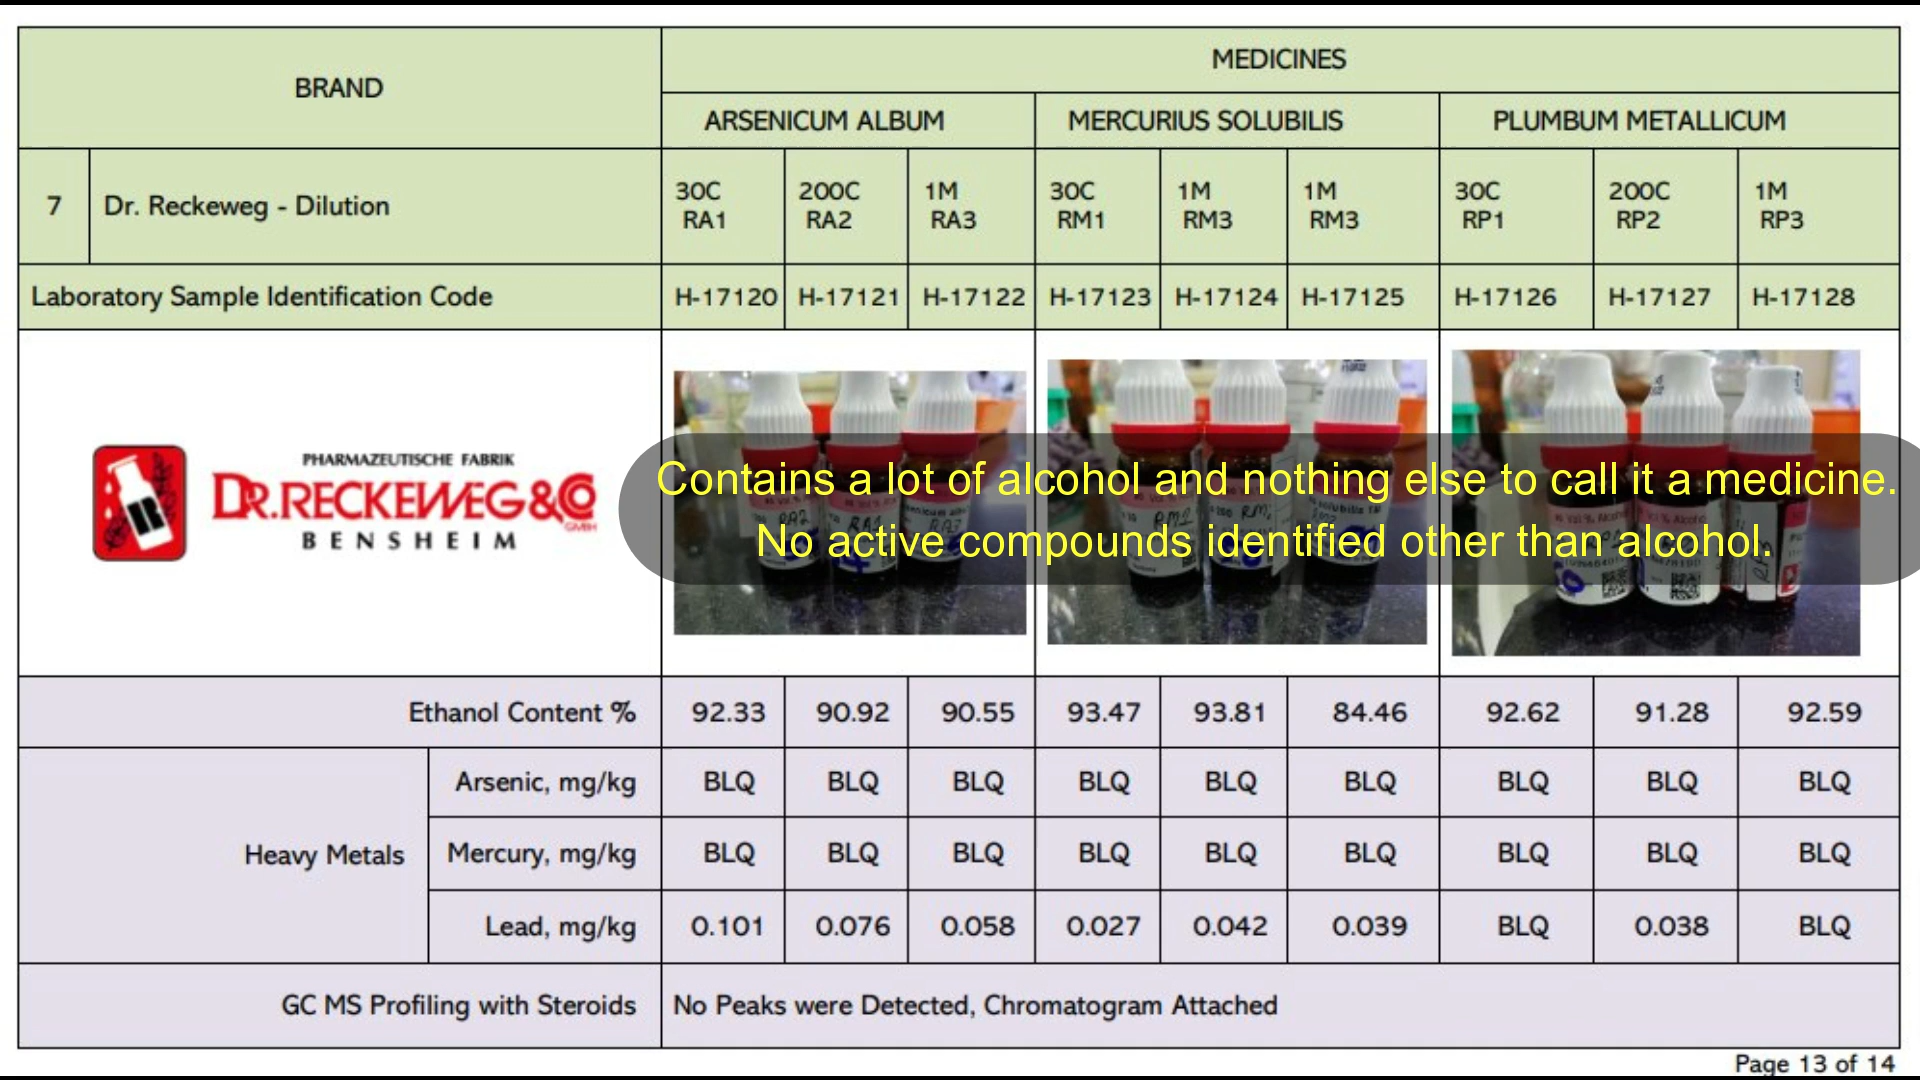 MEDICINES
BRAND
ARSENICUM ALBUM MERCURIUS SOLUBILIS PLUMBUM METALLICUM
7 Dr. Reckeweg - Dilution
30C 200C 1M 30C 1M 1M 30C 200C 1M
RA1 RA2 RA3 RM1 RM3 RM3 RP1 RP2 RP3
Laboratory Sample Identification Code H-17120 H-17121 H-17122 H-17123 H-17124 H-17125 H-17126 H-17127 H-17128
PHARMAZEUTISCHE FABRIK
DR.RECKEWEG&CO
GMBH
BENSHEIM
Contains a lot of alcohol and nothing else to call it a medicine.
No active compounds identified other than alcohol.
Ethanol Content % 92.33 90.92 90.55 93.47 93.81 84.46 92.62 91.28 92.59
Heavy Metals
Arsenic, mg/kg BLQ BLQ BLQ BLQ BLQ BLQ BLQ BLQ BLQ
Mercury, mg/kg BLQ BLQ BLQ BLQ BLQ BLQ BLQ BLQ BLQ
Lead, mg/kg 0.101 0.076 0.058 0.027 0.042 0.039 BLQ 0.038 BLQ
GC MS Profiling with Steroids No Peaks were Detected, Chromatogram Attached
Page 13 of 14